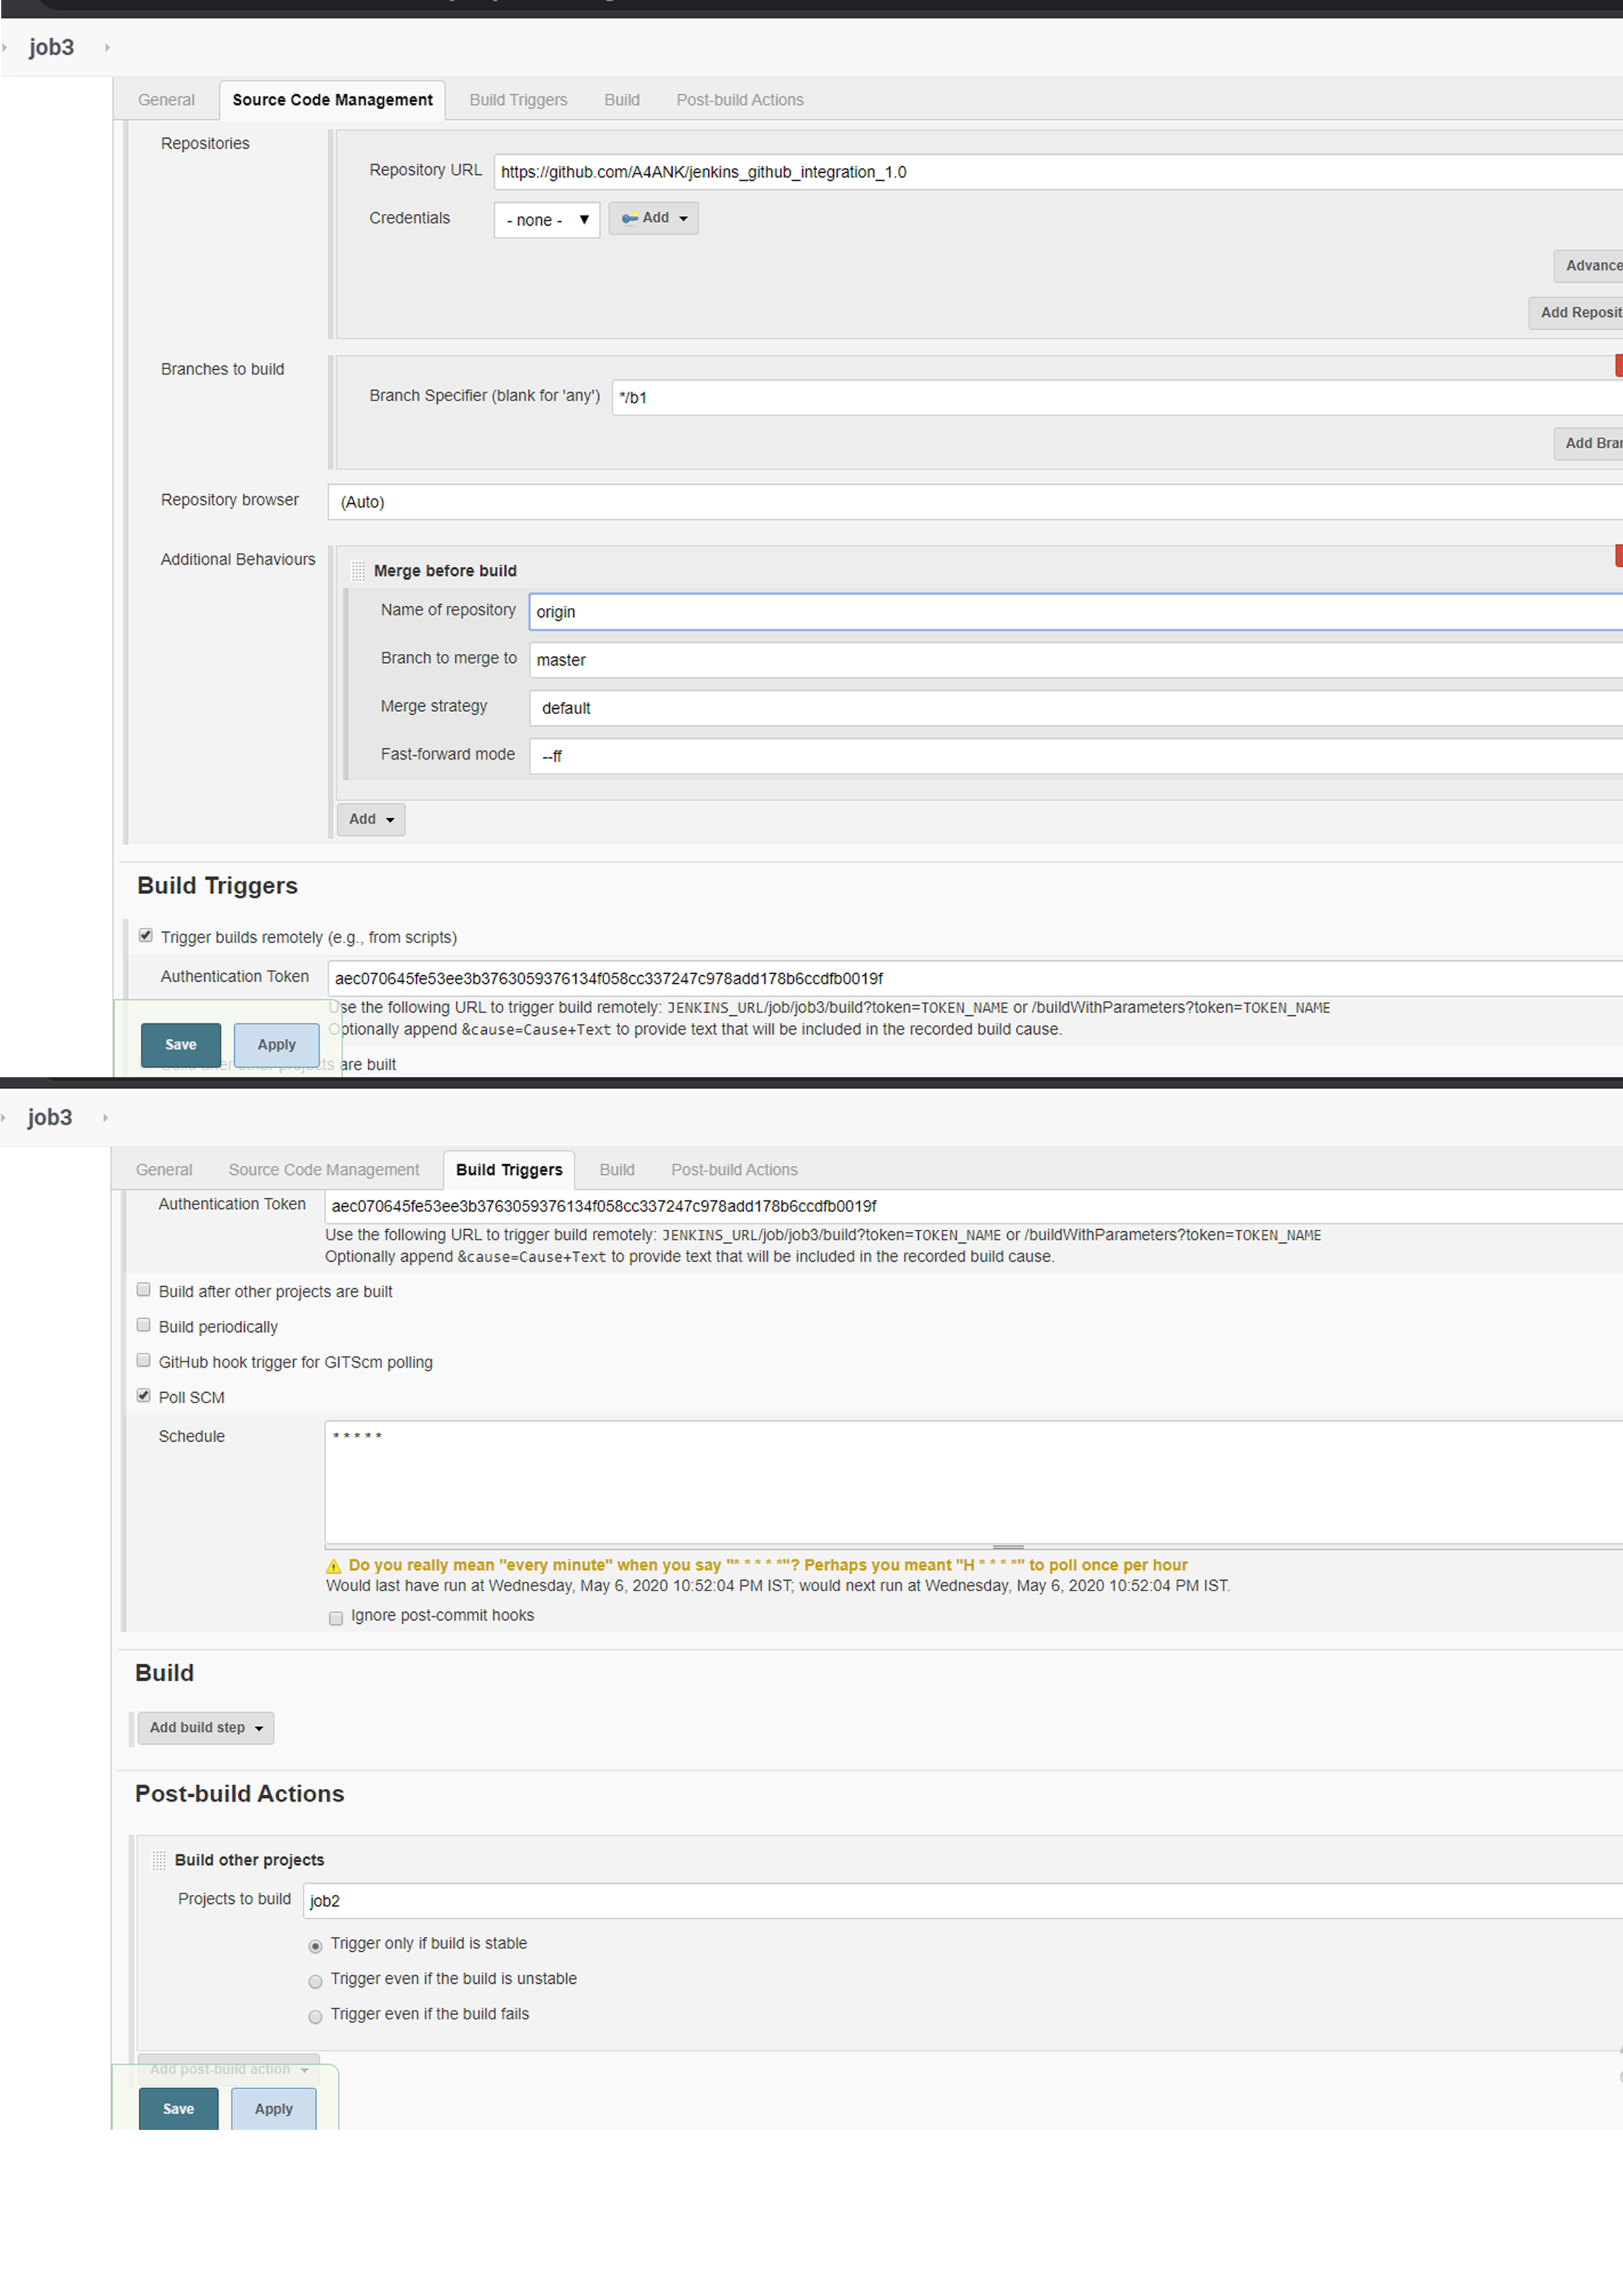 job3
General Source Code Management Build Triggers Build Post-build Actions
Repositories
Repository URL https://github.com/A4ANK/jenkins_github_integration_1.0
Credentials - none - Add
Advance
Add Reposit
Branches to build
Branch Specifier (blank for 'any') */b1
Add Bra
Repository browser (Auto)
Additional Behaviours
Merge before build
Name of repository origin
Branch to merge to master
Merge strategy default
Fast-forward mode --ff
Add
Build Triggers
Trigger builds remotely (e.g., from scripts)
Authentication Token aec070645fe53ee3b3763059376134f058cc337247c978add178b6ccdfb0019f
Use the following URL to trigger build remotely: JENKINS_URL/job/job3/build?token=TOKEN_NAME or /buildWithParameters?token=TOKEN_NAME
Optionally append &cause=Cause+Text to provide text that will be included in the recorded build cause.
Save Apply
Build after other projects are built
job3
General Source Code Management Build Triggers Build Post-build Actions
Authentication Token aec070645fe53ee3b3763059376134f058cc337247c978add178b6ccdfb0019f
Use the following URL to trigger build remotely: JENKINS_URL/job/job3/build?token=TOKEN_NAME or /buildWithParameters?token=TOKEN_NAME
Optionally append &cause=Cause+Text to provide text that will be included in the recorded build cause.
Build after other projects are built
Build periodically
GitHub hook trigger for GITScm polling
Poll SCM
Schedule * * * * *
Do you really mean "every minute" when you say "* * * * *"? Perhaps you meant "H * * * *" to poll once per hour
Would last have run at Wednesday, May 6, 2020 10:52:04 PM IST; would next run at Wednesday, May 6, 2020 10:52:04 PM IST.
Ignore post-commit hooks
Build
Add build step
Post-build Actions
Build other projects
Projects to build job2
Trigger only if build is stable
Trigger even if the build is unstable
Trigger even if the build fails
Add post-build action
Save Apply